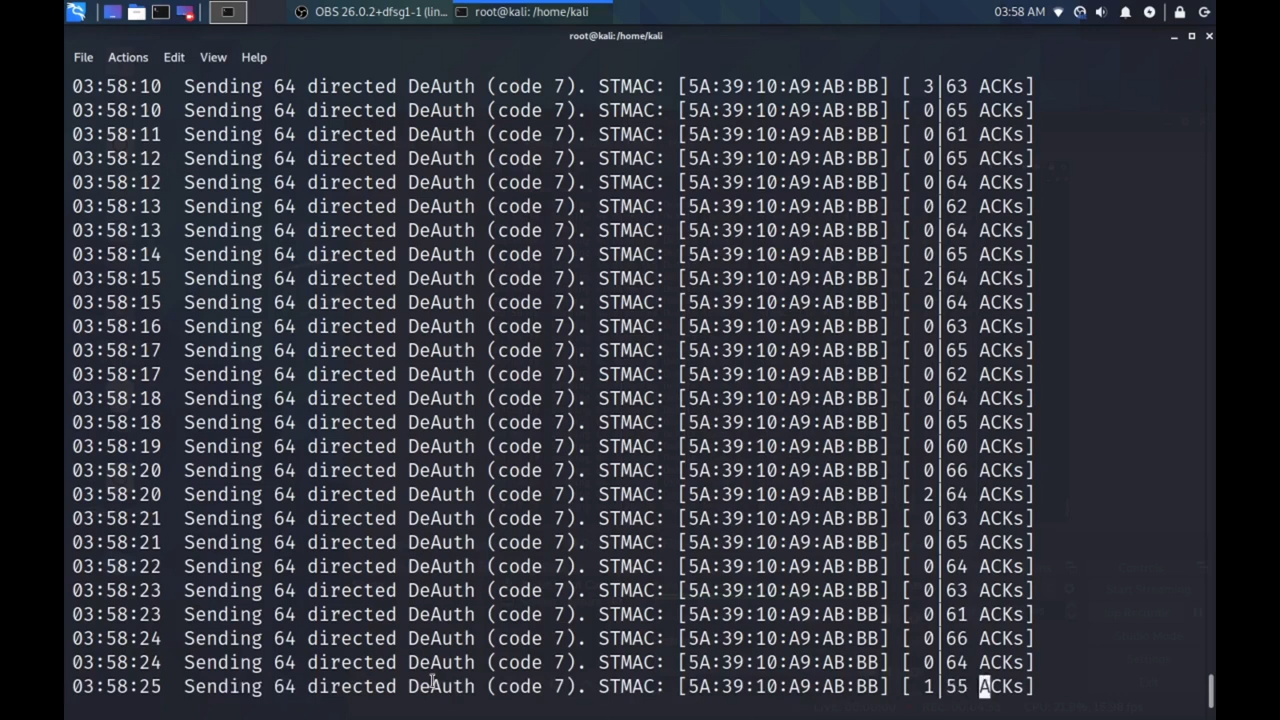 OBS 26.0.2+dfsg1-1 (lin...
root@kali: /home/kali
03:58 AM
root@kali: /home/kali
File Actions Edit View Help
03:58:10 Sending 64 directed DeAuth (code 7). STMAC: [5A:39:10:A9:AB:BB] [ 3|63 ACKs]
03:58:10 Sending 64 directed DeAuth (code 7). STMAC: [5A:39:10:A9:AB:BB] [ 0|65 ACKs]
03:58:11 Sending 64 directed DeAuth (code 7). STMAC: [5A:39:10:A9:AB:BB] [ 0|61 ACKs]
03:58:12 Sending 64 directed DeAuth (code 7). STMAC: [5A:39:10:A9:AB:BB] [ 0|65 ACKs]
03:58:12 Sending 64 directed DeAuth (code 7). STMAC: [5A:39:10:A9:AB:BB] [ 0|64 ACKs]
03:58:13 Sending 64 directed DeAuth (code 7). STMAC: [5A:39:10:A9:AB:BB] [ 0|62 ACKs]
03:58:13 Sending 64 directed DeAuth (code 7). STMAC: [5A:39:10:A9:AB:BB] [ 0|64 ACKs]
03:58:14 Sending 64 directed DeAuth (code 7). STMAC: [5A:39:10:A9:AB:BB] [ 0|65 ACKs]
03:58:15 Sending 64 directed DeAuth (code 7). STMAC: [5A:39:10:A9:AB:BB] [ 2|64 ACKs]
03:58:15 Sending 64 directed DeAuth (code 7). STMAC: [5A:39:10:A9:AB:BB] [ 0|64 ACKs]
03:58:16 Sending 64 directed DeAuth (code 7). STMAC: [5A:39:10:A9:AB:BB] [ 0|63 ACKs]
03:58:17 Sending 64 directed DeAuth (code 7). STMAC: [5A:39:10:A9:AB:BB] [ 0|65 ACKs]
03:58:17 Sending 64 directed DeAuth (code 7). STMAC: [5A:39:10:A9:AB:BB] [ 0|62 ACKs]
03:58:18 Sending 64 directed DeAuth (code 7). STMAC: [5A:39:10:A9:AB:BB] [ 0|64 ACKs]
03:58:18 Sending 64 directed DeAuth (code 7). STMAC: [5A:39:10:A9:AB:BB] [ 0|65 ACKs]
03:58:19 Sending 64 directed DeAuth (code 7). STMAC: [5A:39:10:A9:AB:BB] [ 0|60 ACKs]
03:58:20 Sending 64 directed DeAuth (code 7). STMAC: [5A:39:10:A9:AB:BB] [ 0|66 ACKs]
03:58:20 Sending 64 directed DeAuth (code 7). STMAC: [5A:39:10:A9:AB:BB] [ 2|64 ACKs]
03:58:21 Sending 64 directed DeAuth (code 7). STMAC: [5A:39:10:A9:AB:BB] [ 0|63 ACKs]
03:58:21 Sending 64 directed DeAuth (code 7). STMAC: [5A:39:10:A9:AB:BB] [ 0|65 ACKs]
03:58:22 Sending 64 directed DeAuth (code 7). STMAC: [5A:39:10:A9:AB:BB] [ 0|64 ACKs]
03:58:23 Sending 64 directed DeAuth (code 7). STMAC: [5A:39:10:A9:AB:BB] [ 0|63 ACKs]
03:58:23 Sending 64 directed DeAuth (code 7). STMAC: [5A:39:10:A9:AB:BB] [ 0|61 ACKs]
03:58:24 Sending 64 directed DeAuth (code 7). STMAC: [5A:39:10:A9:AB:BB] [ 0|66 ACKs]
03:58:24 Sending 64 directed DeAuth (code 7). STMAC: [5A:39:10:A9:AB:BB] [ 0|64 ACKs]
03:58:25 Sending 64 directed DeAuth (code 7). STMAC: [5A:39:10:A9:AB:BB] [ 1|55 ACKs]